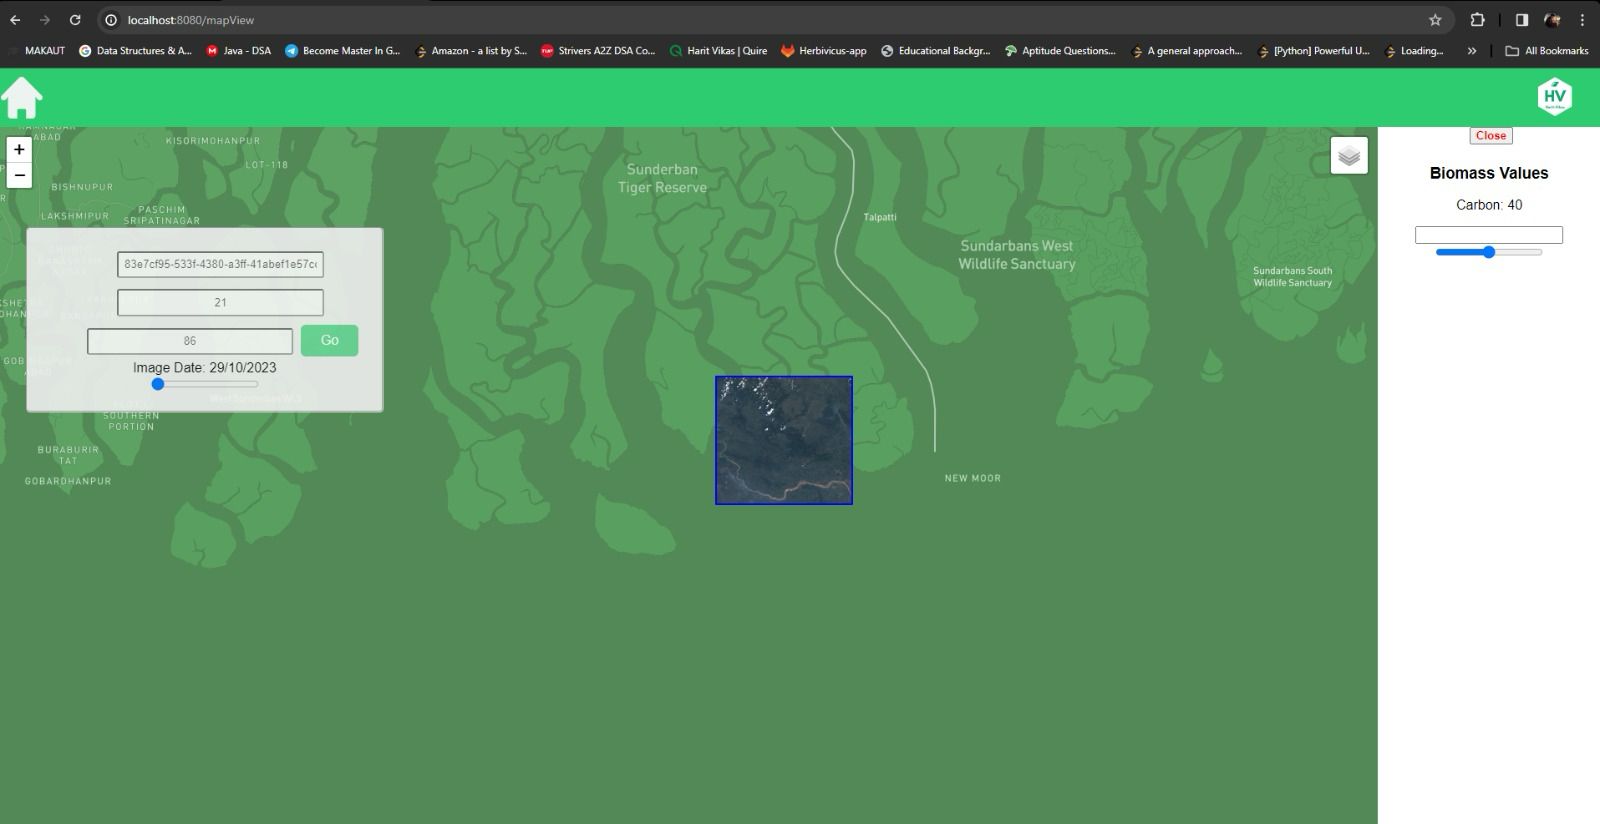 localhost:8080/mapView
MAKAUT
Data Structures & A...
Java - DSA
Become Master In G...
Amazon - a list by S...
Strivers A2Z DSA Co...
Harit Vikas | Quire
Herbivicus-app
Educational Backgr...
Aptitude Questions...
A general approach...
[Python] Powerful U...
Loading...
All Bookmarks
HV
+
−
ABAD
KISORIMOHANPUR
LOT-118
BISHNUPUR
LAKSHMIPUR
PASCHIM
SRIPATINAGAR
Sunderban
Tiger Reserve
Talpatti
Sundarbans West
Wildlife Sanctuary
Sundarbans South
Wildlife Sanctuary
83e7cf95-533f-4380-a3ff-41abef1e57c
21
86
Go
Image Date: 29/10/2023
SOUTHERN
PORTION
BURABURIR
TAT
GOBARDHANPUR
NEW MOOR
Close
Biomass Values
Carbon: 40